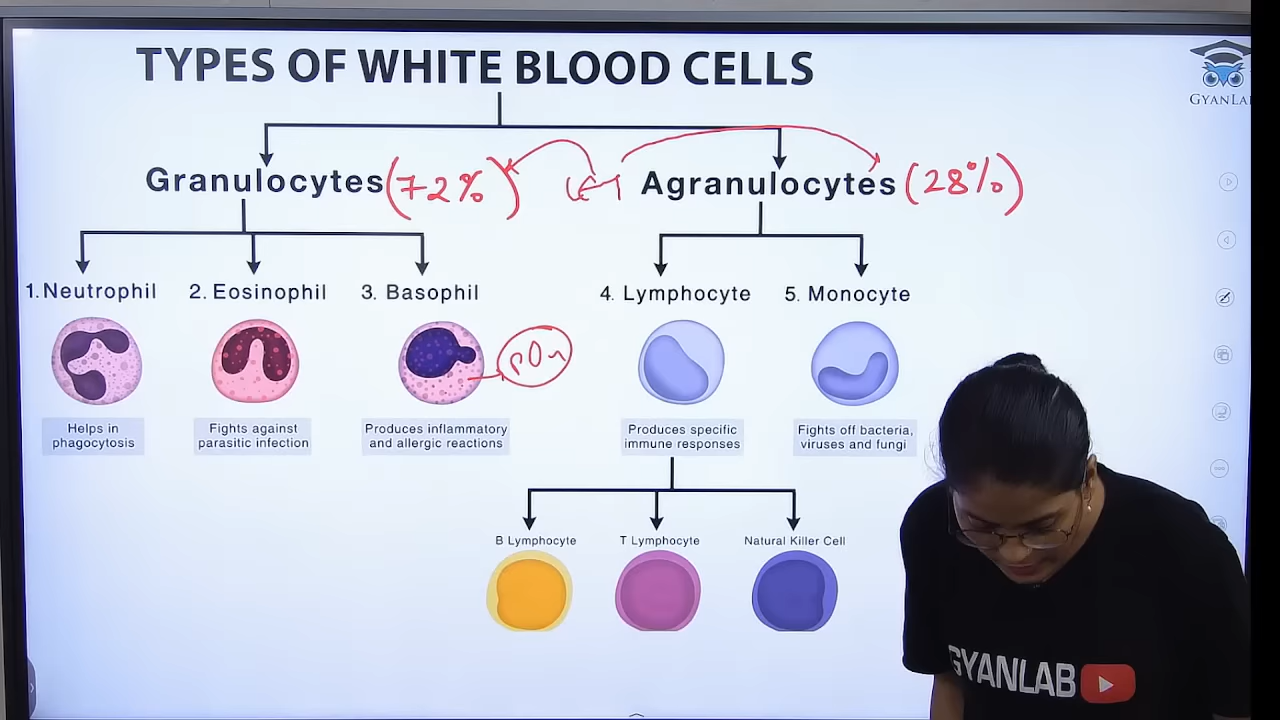 TYPES OF WHITE BLOOD CELLS
GYANLA
Granulocytes (72%)
Agranulocytes (28%)
1. Neutrophil
2. Eosinophil
3. Basophil
4. Lymphocyte
5. Monocyte
Helps in
phagocytosis
Fights against
parasitic infection
Produces inflammatory
and allergic reactions
Produces specific
immune responses
Fights off bacteria,
viruses and fungi
B Lymphocyte
T Lymphocyte
Natural Killer Cell
GYANLAB